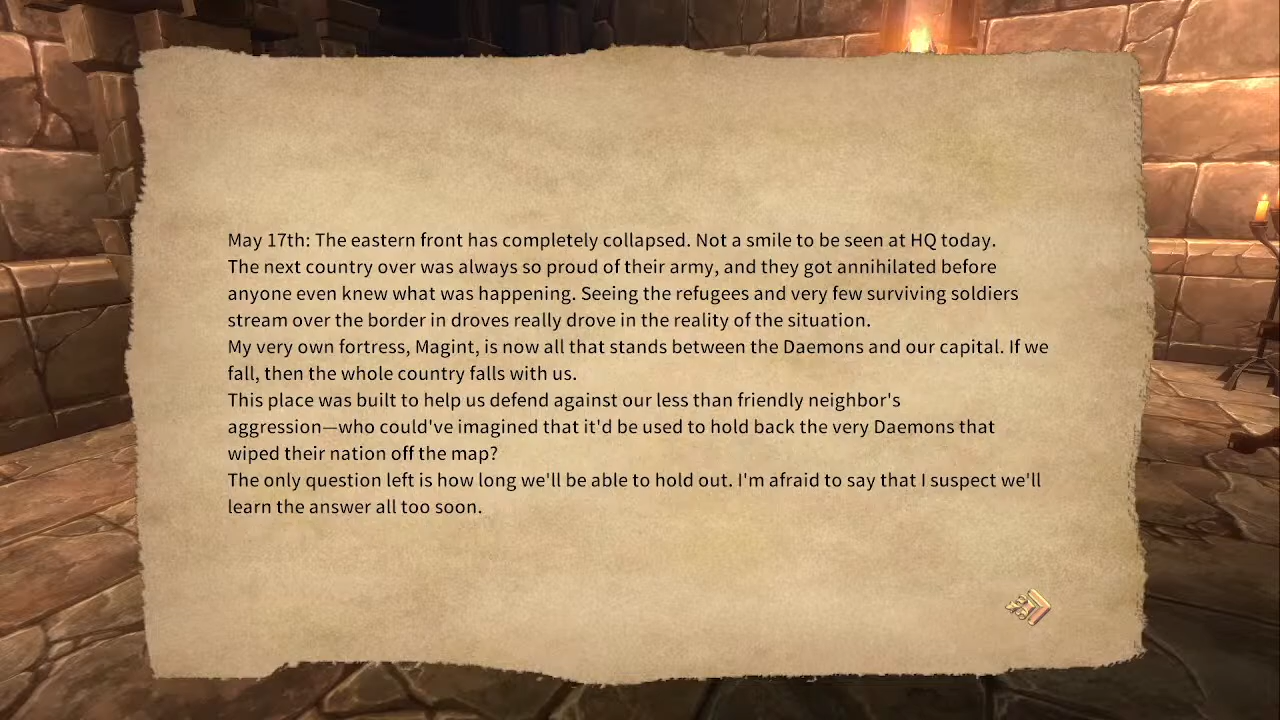 May 17th: The eastern front has completely collapsed. Not a smile to be seen at HQ today.
The next country over was always so proud of their army, and they got annihilated before
anyone even knew what was happening. Seeing the refugees and very few surviving soldiers
stream over the border in droves really drove in the reality of the situation.
My very own fortress, Magint, is now all that stands between the Daemons and our capital. If we
fall, then the whole country falls with us.
This place was built to help us defend against our less than friendly neighbor's
aggression—who could've imagined that it'd be used to hold back the very Daemons that
wiped their nation off the map?
The only question left is how long we'll be able to hold out. I'm afraid to say that I suspect we'll
learn the answer all too soon.